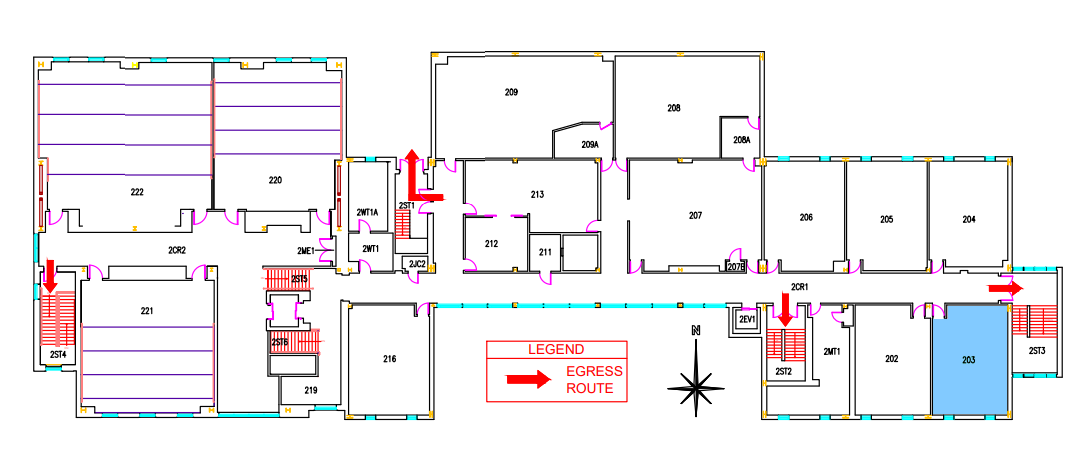 209
208
209A
208A
222
220
2WT1A
2ST1
213
207
206
205
204
2CR2
2ME1
2WT1
2JC2
212
211
207B
2ST5
2CR1
221
2ST6
2ST4
219
216
N
LEGEND
EGRESS
ROUTE
2EV1
2MT1
2ST2
202
203
2ST3